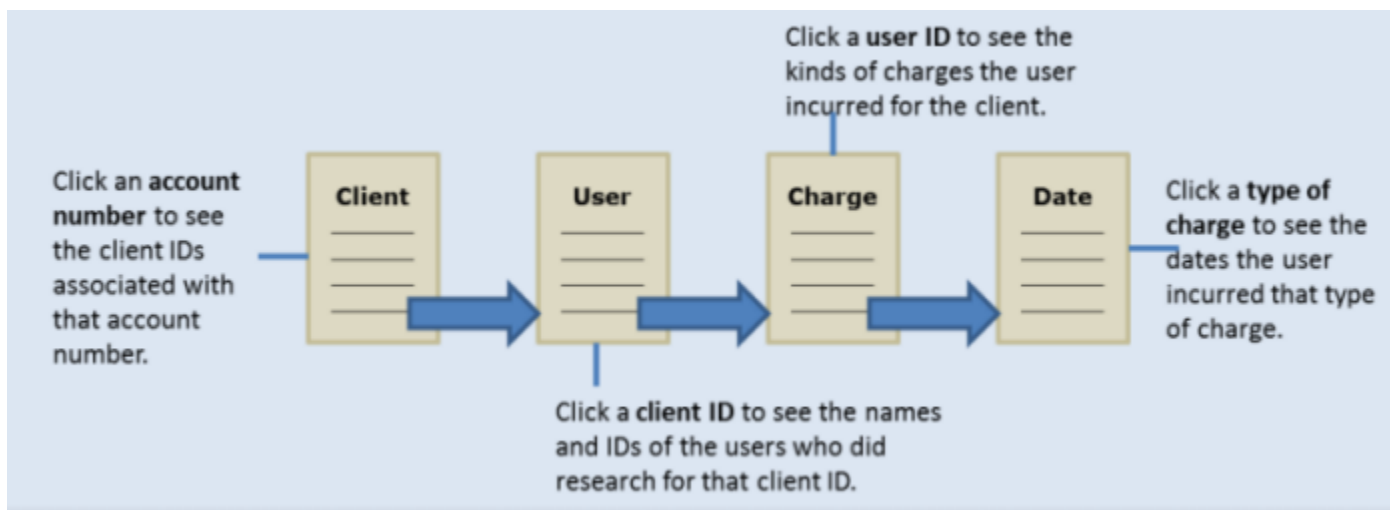 Click a user ID to see the
kinds of charges the user
incurred for the client.
Click an account
number to see
the client IDs
associated with
that account
number.
Client
User
Charge
Date
Click a type of
charge to see the
dates the user
incurred that type
of charge.
Click a client ID to see the names
and IDs of the users who did
research for that client ID.